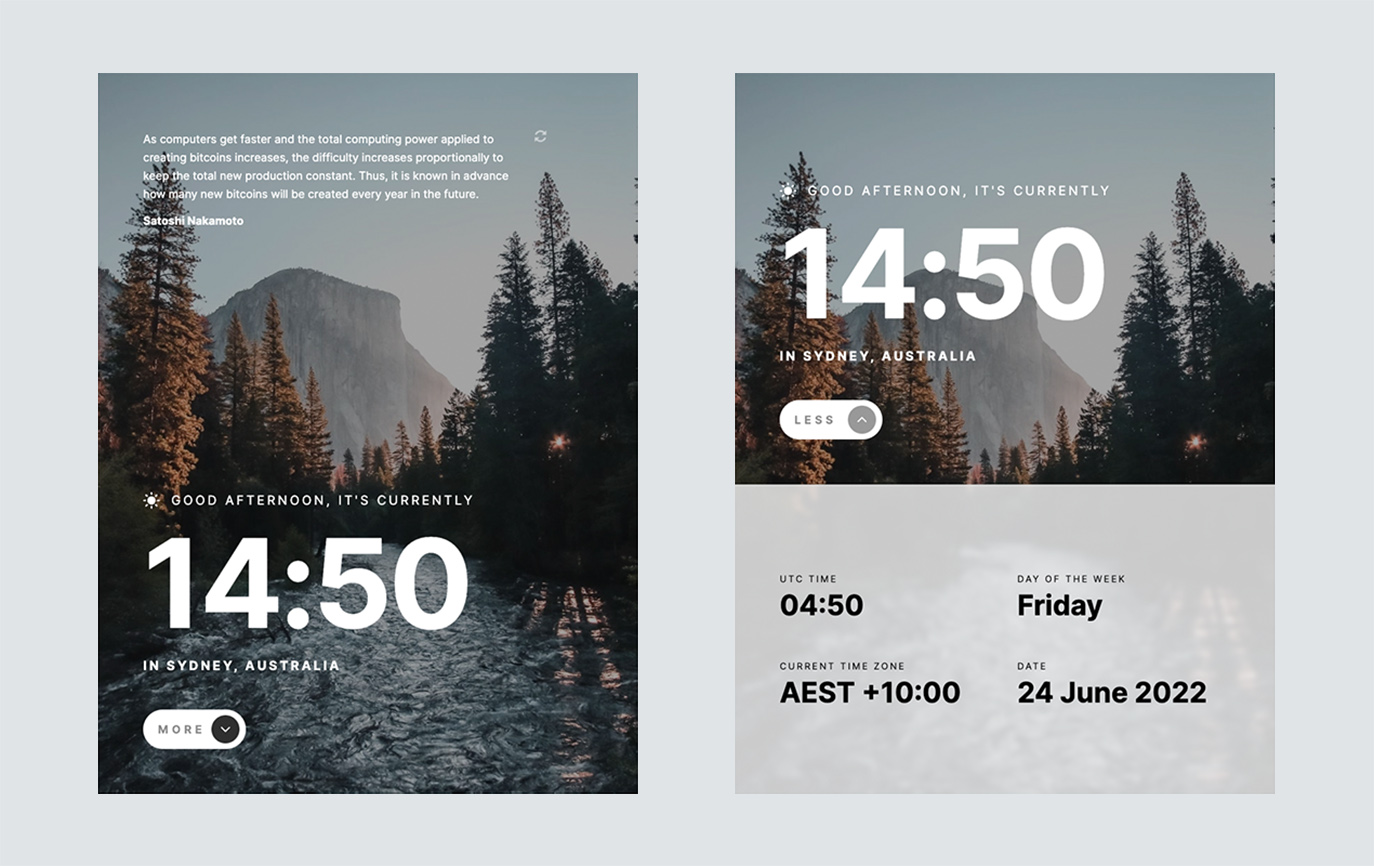 As computers get faster and the total computing power applied to
creating bitcoins increases, the difficulty increases proportionally to
keep the total new production constant. Thus, it is known in advance
how many new bitcoins will be created every year in the future.
Satoshi Nakamoto
GOOD AFTERNOON, IT'S CURRENTLY
14:50
IN SYDNEY, AUSTRALIA
MORE
GOOD AFTERNOON, IT'S CURRENTLY
14:50
IN SYDNEY, AUSTRALIA
LESS
UTC TIME
04:50
DAY OF THE WEEK
Friday
CURRENT TIME ZONE
AEST +10:00
DATE
24 June 2022